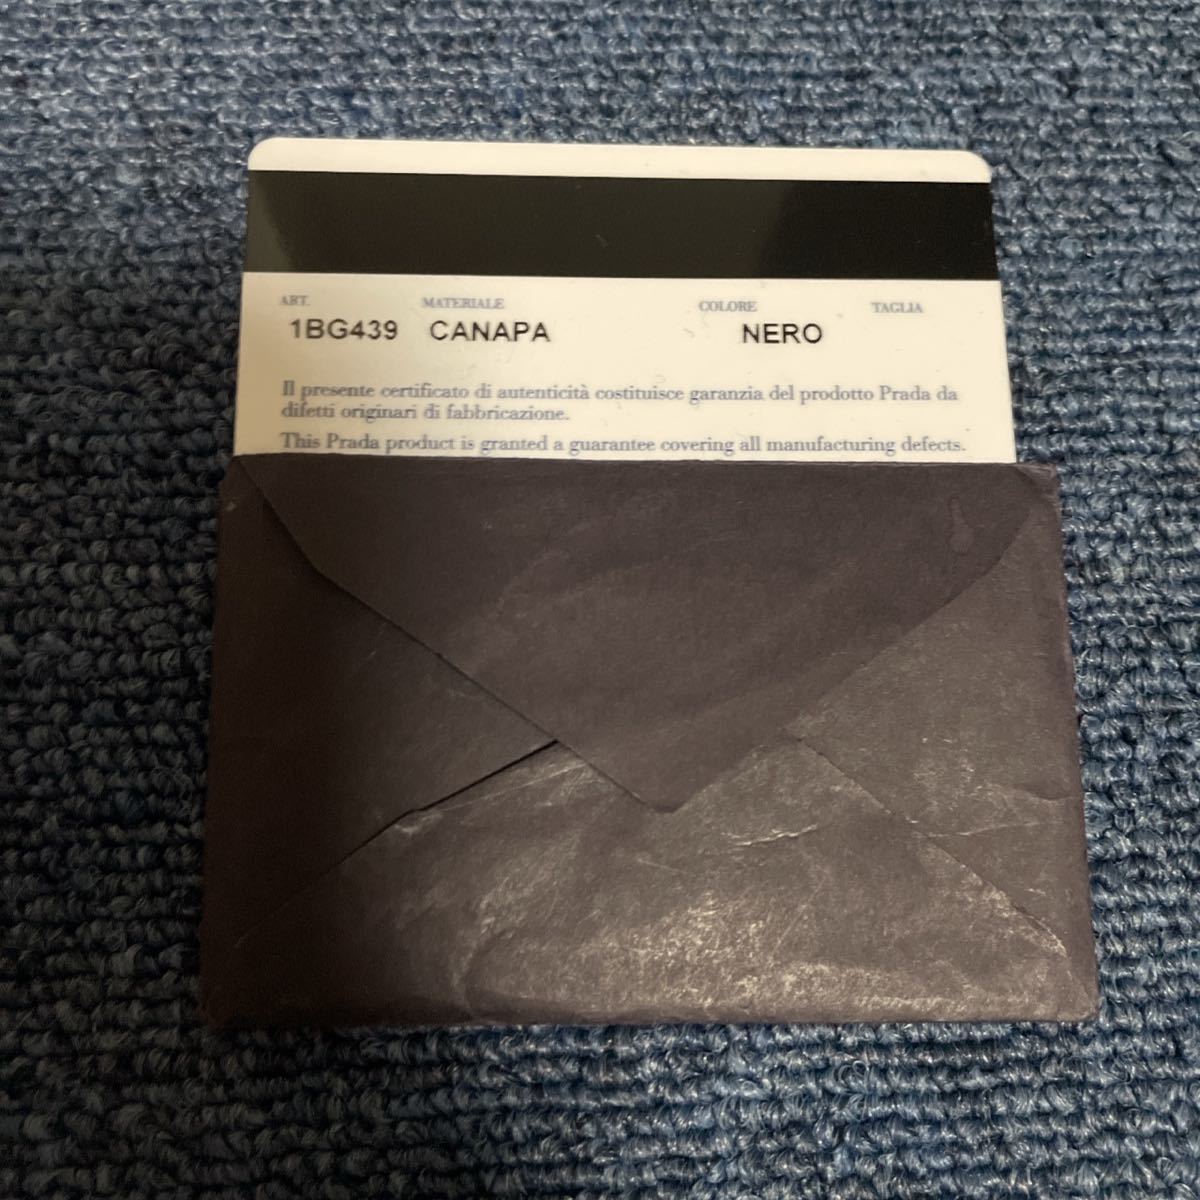 ART. MATERIALE COLORE TAGLIA
1BG439 CANAPA NERO
Il presente certificato di autenticità costituisce garanzia del prodotto Prada da
difetti originari di fabbricazione.
This Prada product is granted a guarantee covering all manufacturing defects.